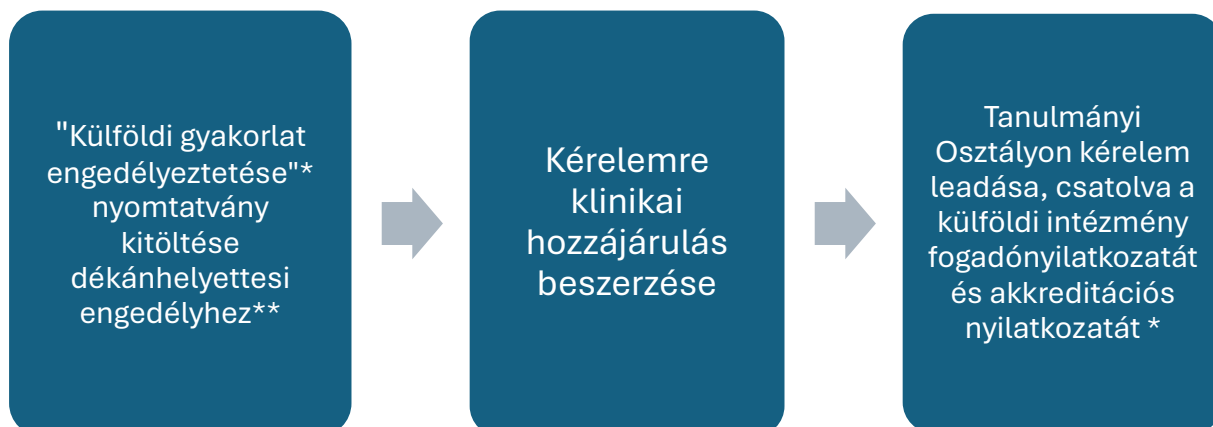 "Külföldi gyakorlat
engedélyeztetése"*
nyomtatvány
kitöltése
dékánhelyettesi
engedélyhez**
Kérelemre
klinikai
hozzájárulás
beszerzése
Tanulmányi
Osztályon kérelem
leadása, csatolva a
külföldi intézmény
fogadónyilatkozatát
és akkreditációs
nyilatkozatát *